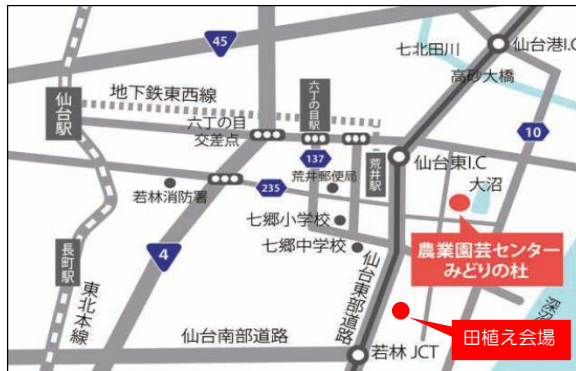 45
七北田川
仙台港I.C
地下鉄東西線
高砂大橋
仙台駅
六丁の目
交差点
六丁の目駅
10
137
荒井駅
仙台東I.C
荒井郵便局
若林消防署
235
大沼
七郷小学校
農業園芸センター
みどりの杜
七郷中学校
4
長町駅
東北本線
仙台東部道路
深沼
仙台南部道路
田植え会場
若林 JCT